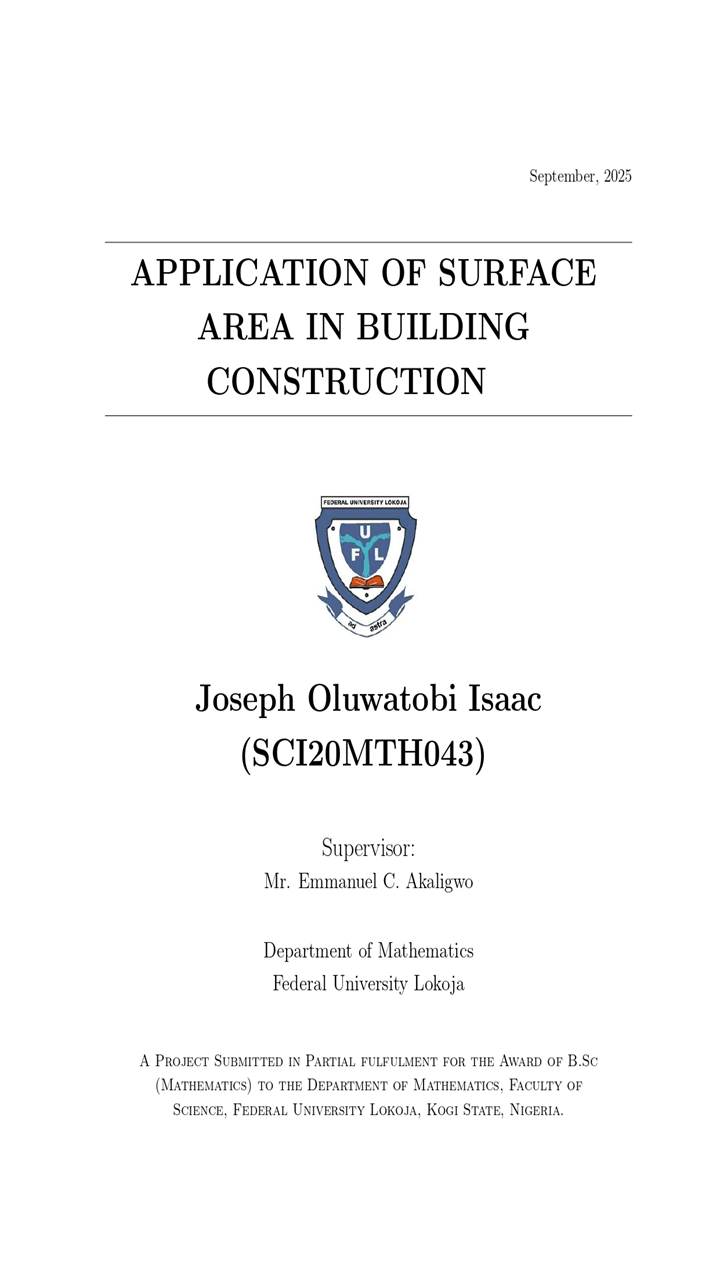 September, 2025
APPLICATION OF SURFACE
AREA IN BUILDING
CONSTRUCTION
FEDERAL UNIVERSITY LOKOJA
U
F L
ad astra
Joseph Oluwatobi Isaac
(SCI20MTH043)
Supervisor:
Mr. Emmanuel C. Akaligwo
Department of Mathematics
Federal University Lokoja
A Project Submitted in Partial fulfulment for the Award of B.Sc
(Mathematics) to the Department of Mathematics, Faculty of
Science, Federal University Lokoja, Kogi State, Nigeria.